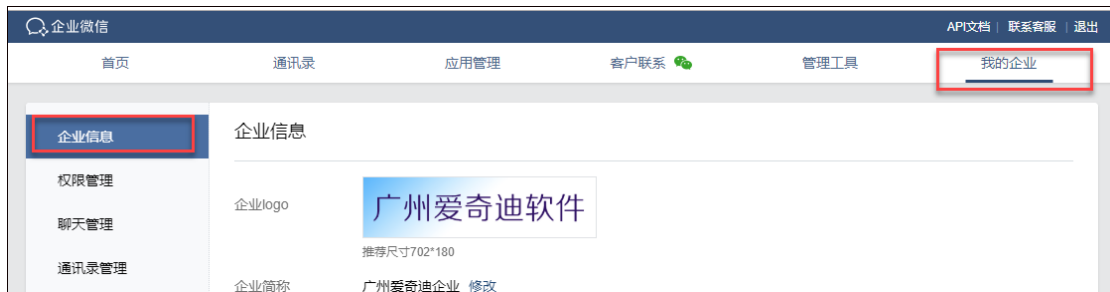 企业微信
API文档 | 联系客服 | 退出
首页 通讯录 应用管理 客户联系 管理工具 我的企业
企业信息
权限管理
聊天管理
通讯录管理
企业信息
企业logo
广州爱奇迪软件
推荐尺寸702*180
企业简称 广州爱奇迪企业 修改